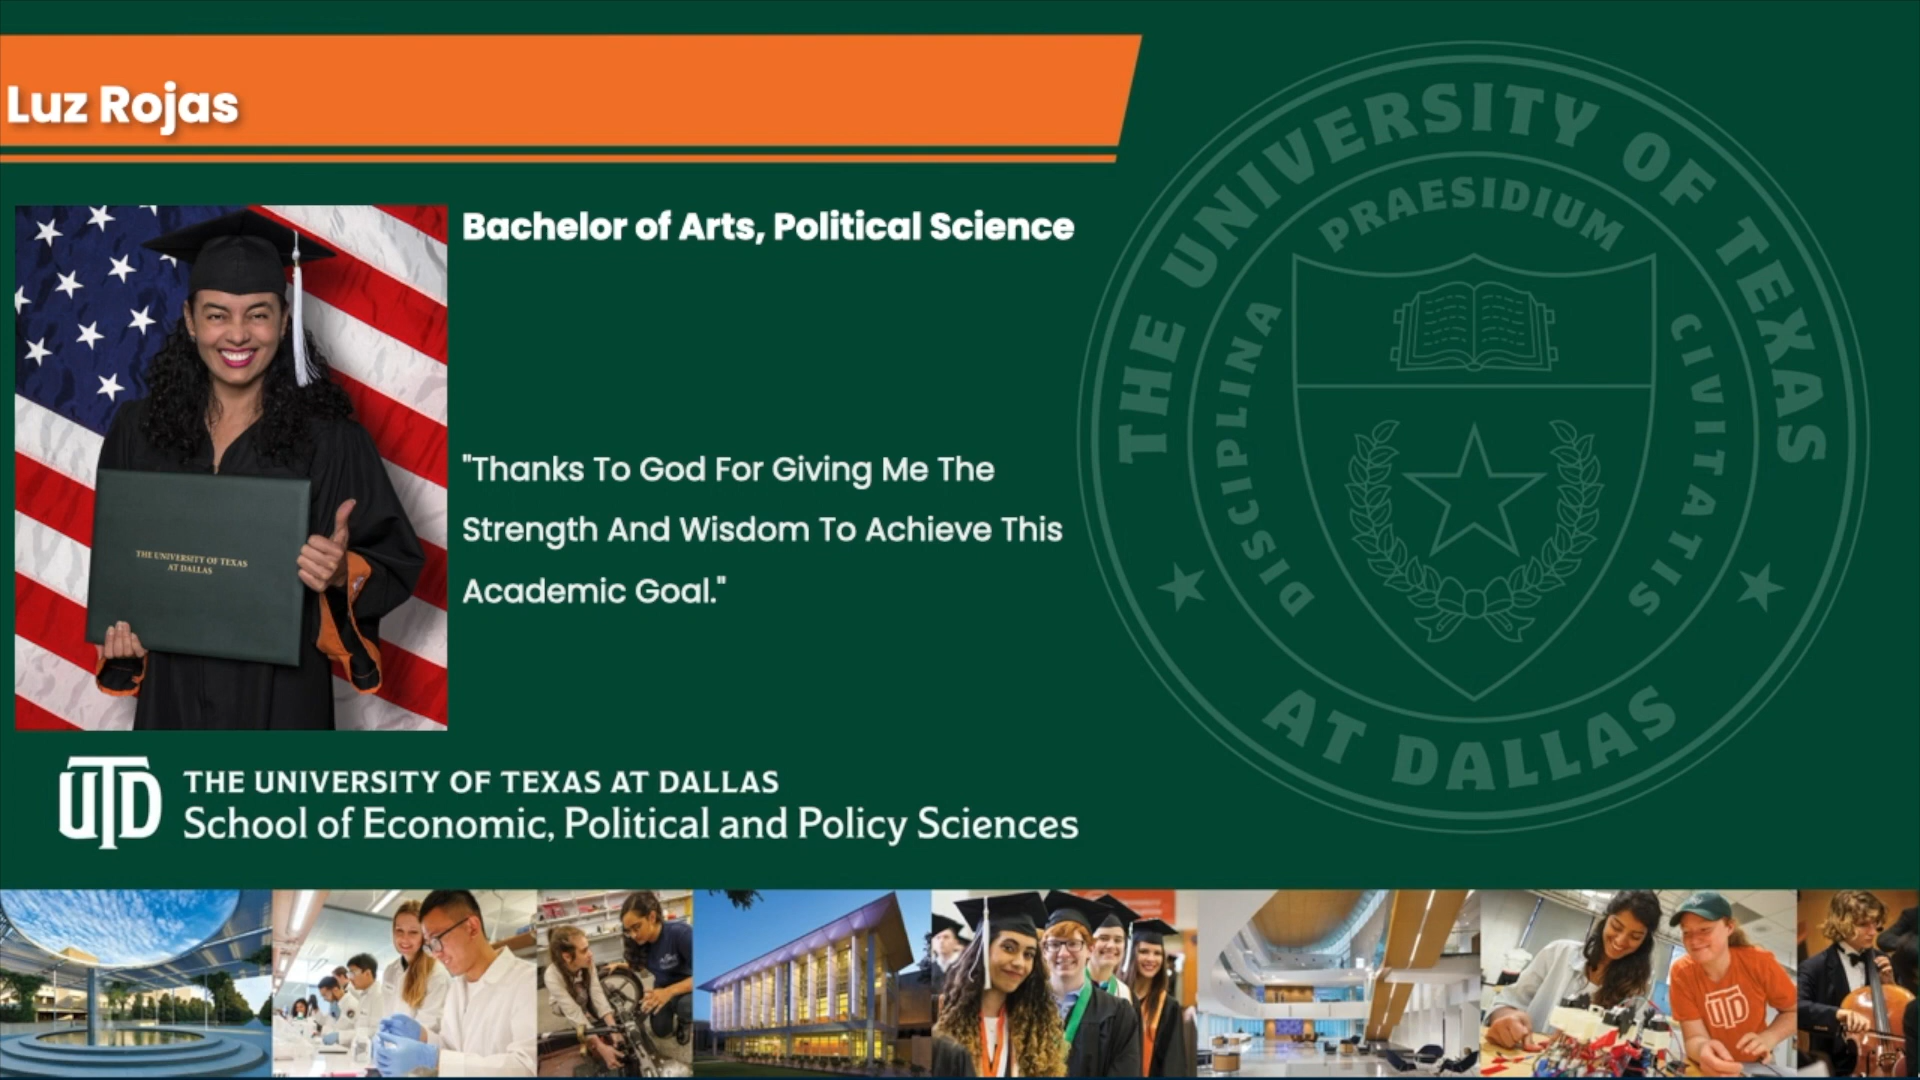 Luz Rojas
Bachelor of Arts, Political Science
"Thanks To God For Giving Me The
Strength And Wisdom To Achieve This
Academic Goal."
THE UNIVERSITY OF TEXAS
AT DALLAS
UTD
THE UNIVERSITY OF TEXAS AT DALLAS
School of Economic, Political and Policy Sciences
THE UNIVERSITY OF TEXAS
AT DALLAS
DISCIPLINA PRAESIDIUM CIVITATIS
UTD